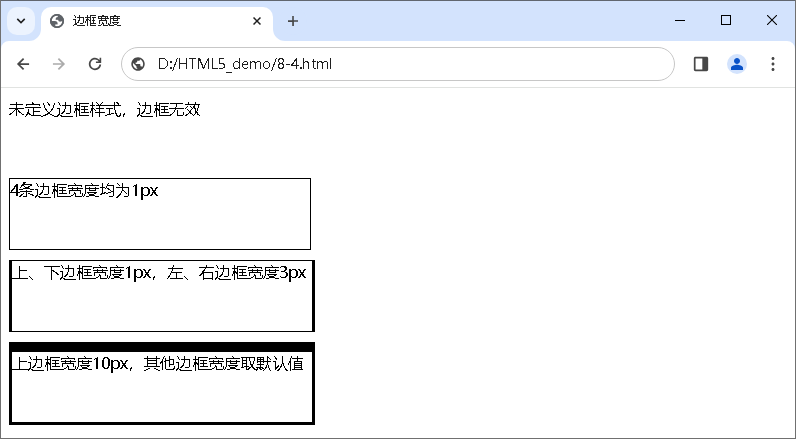 边框宽度
D:/HTML5_demo/8-4.html
未定义边框样式，边框无效
4条边框宽度均为1px
上、下边框宽度1px，左、右边框宽度3px
上边框宽度10px，其他边框宽度取默认值